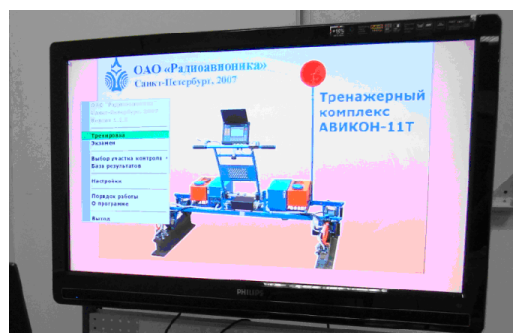 ОАО «Радиоавионика»
Санкт-Петербург, 2007
Тренажерный
комплекс
АВИКОН-11Т
Тренировка
Экзамен
Выбор участка контроля
База результатов
Настройки
Порядок работы
О программе
Выход
PHILIPS